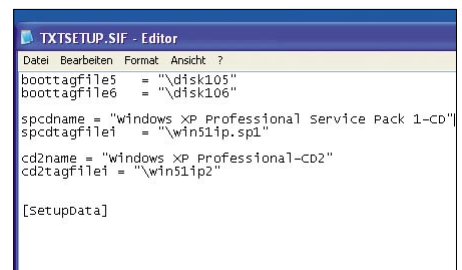 TXTSETUP.SIF - Editor
Datei Bearbeiten Format Ansicht ?
boottagfile5 = "\disk105"
boottagfile6 = "\disk106"
spcdname = "Windows XP Professional Service Pack 1-CD"
spcdtagfilei = "\win51ip.sp1"
cd2name = "Windows XP Professional-CD2"
cd2tagfilei = "\win51ip2"
[SetupData]